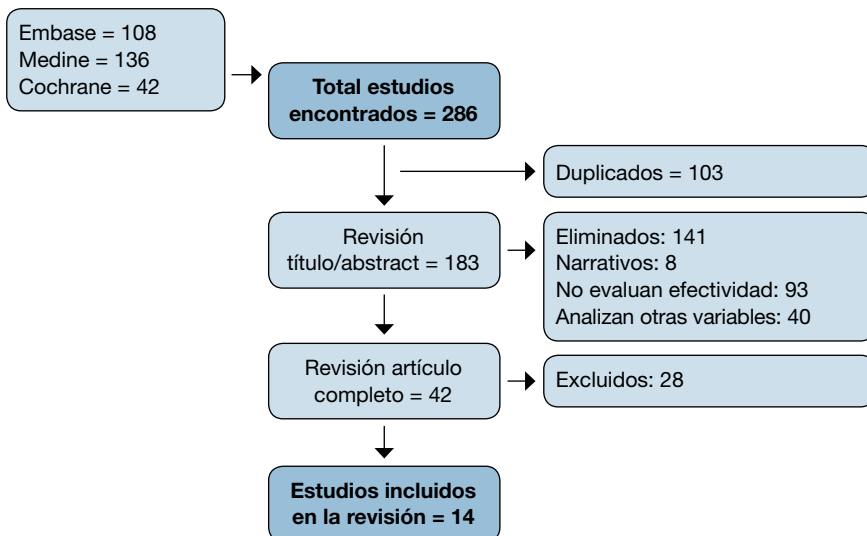 Embase = 108
Medine = 136
Cochrane = 42
Total estudios
encontrados = 286
Duplicados = 103
Revisión
título/abstract = 183
Eliminados: 141
Narrativos: 8
No evaluan efectividad: 93
Analizan otras variables: 40
Revisión artículo
completo = 42
Excluidos: 28
Estudios incluidos
en la revisión = 14